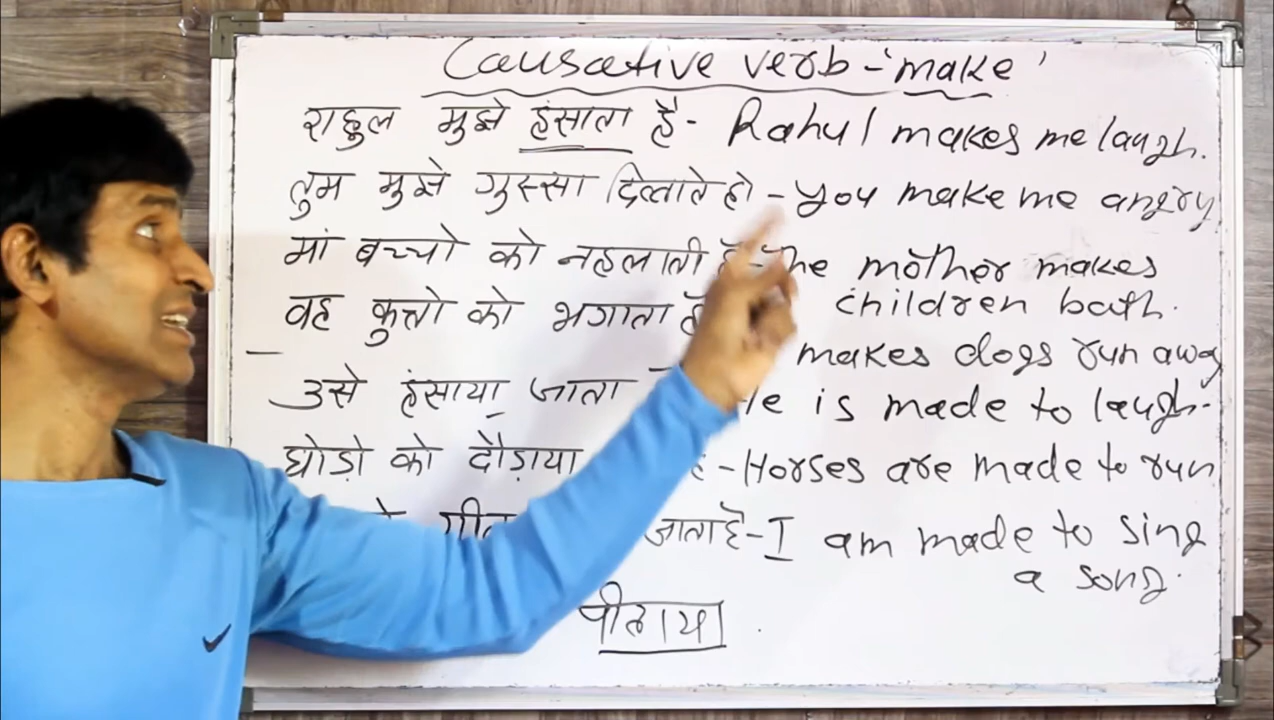 Causative verb - 'make'
राहुल मुझे हंसाता है - Rahul makes me laugh.
तुम मुझे गुस्सा दिलाते हो - you make me angry
मां बच्चो को नहलाती है - The mother makes
children bath.
वह कुत्तो को भगाता है
makes dogs run away
उसे हंसाया जाता He is made to laugh.
घोडो को दौड़ाया है - Horses are made to run
गीत जाता है - I am made to sing
a song.
पीलाया